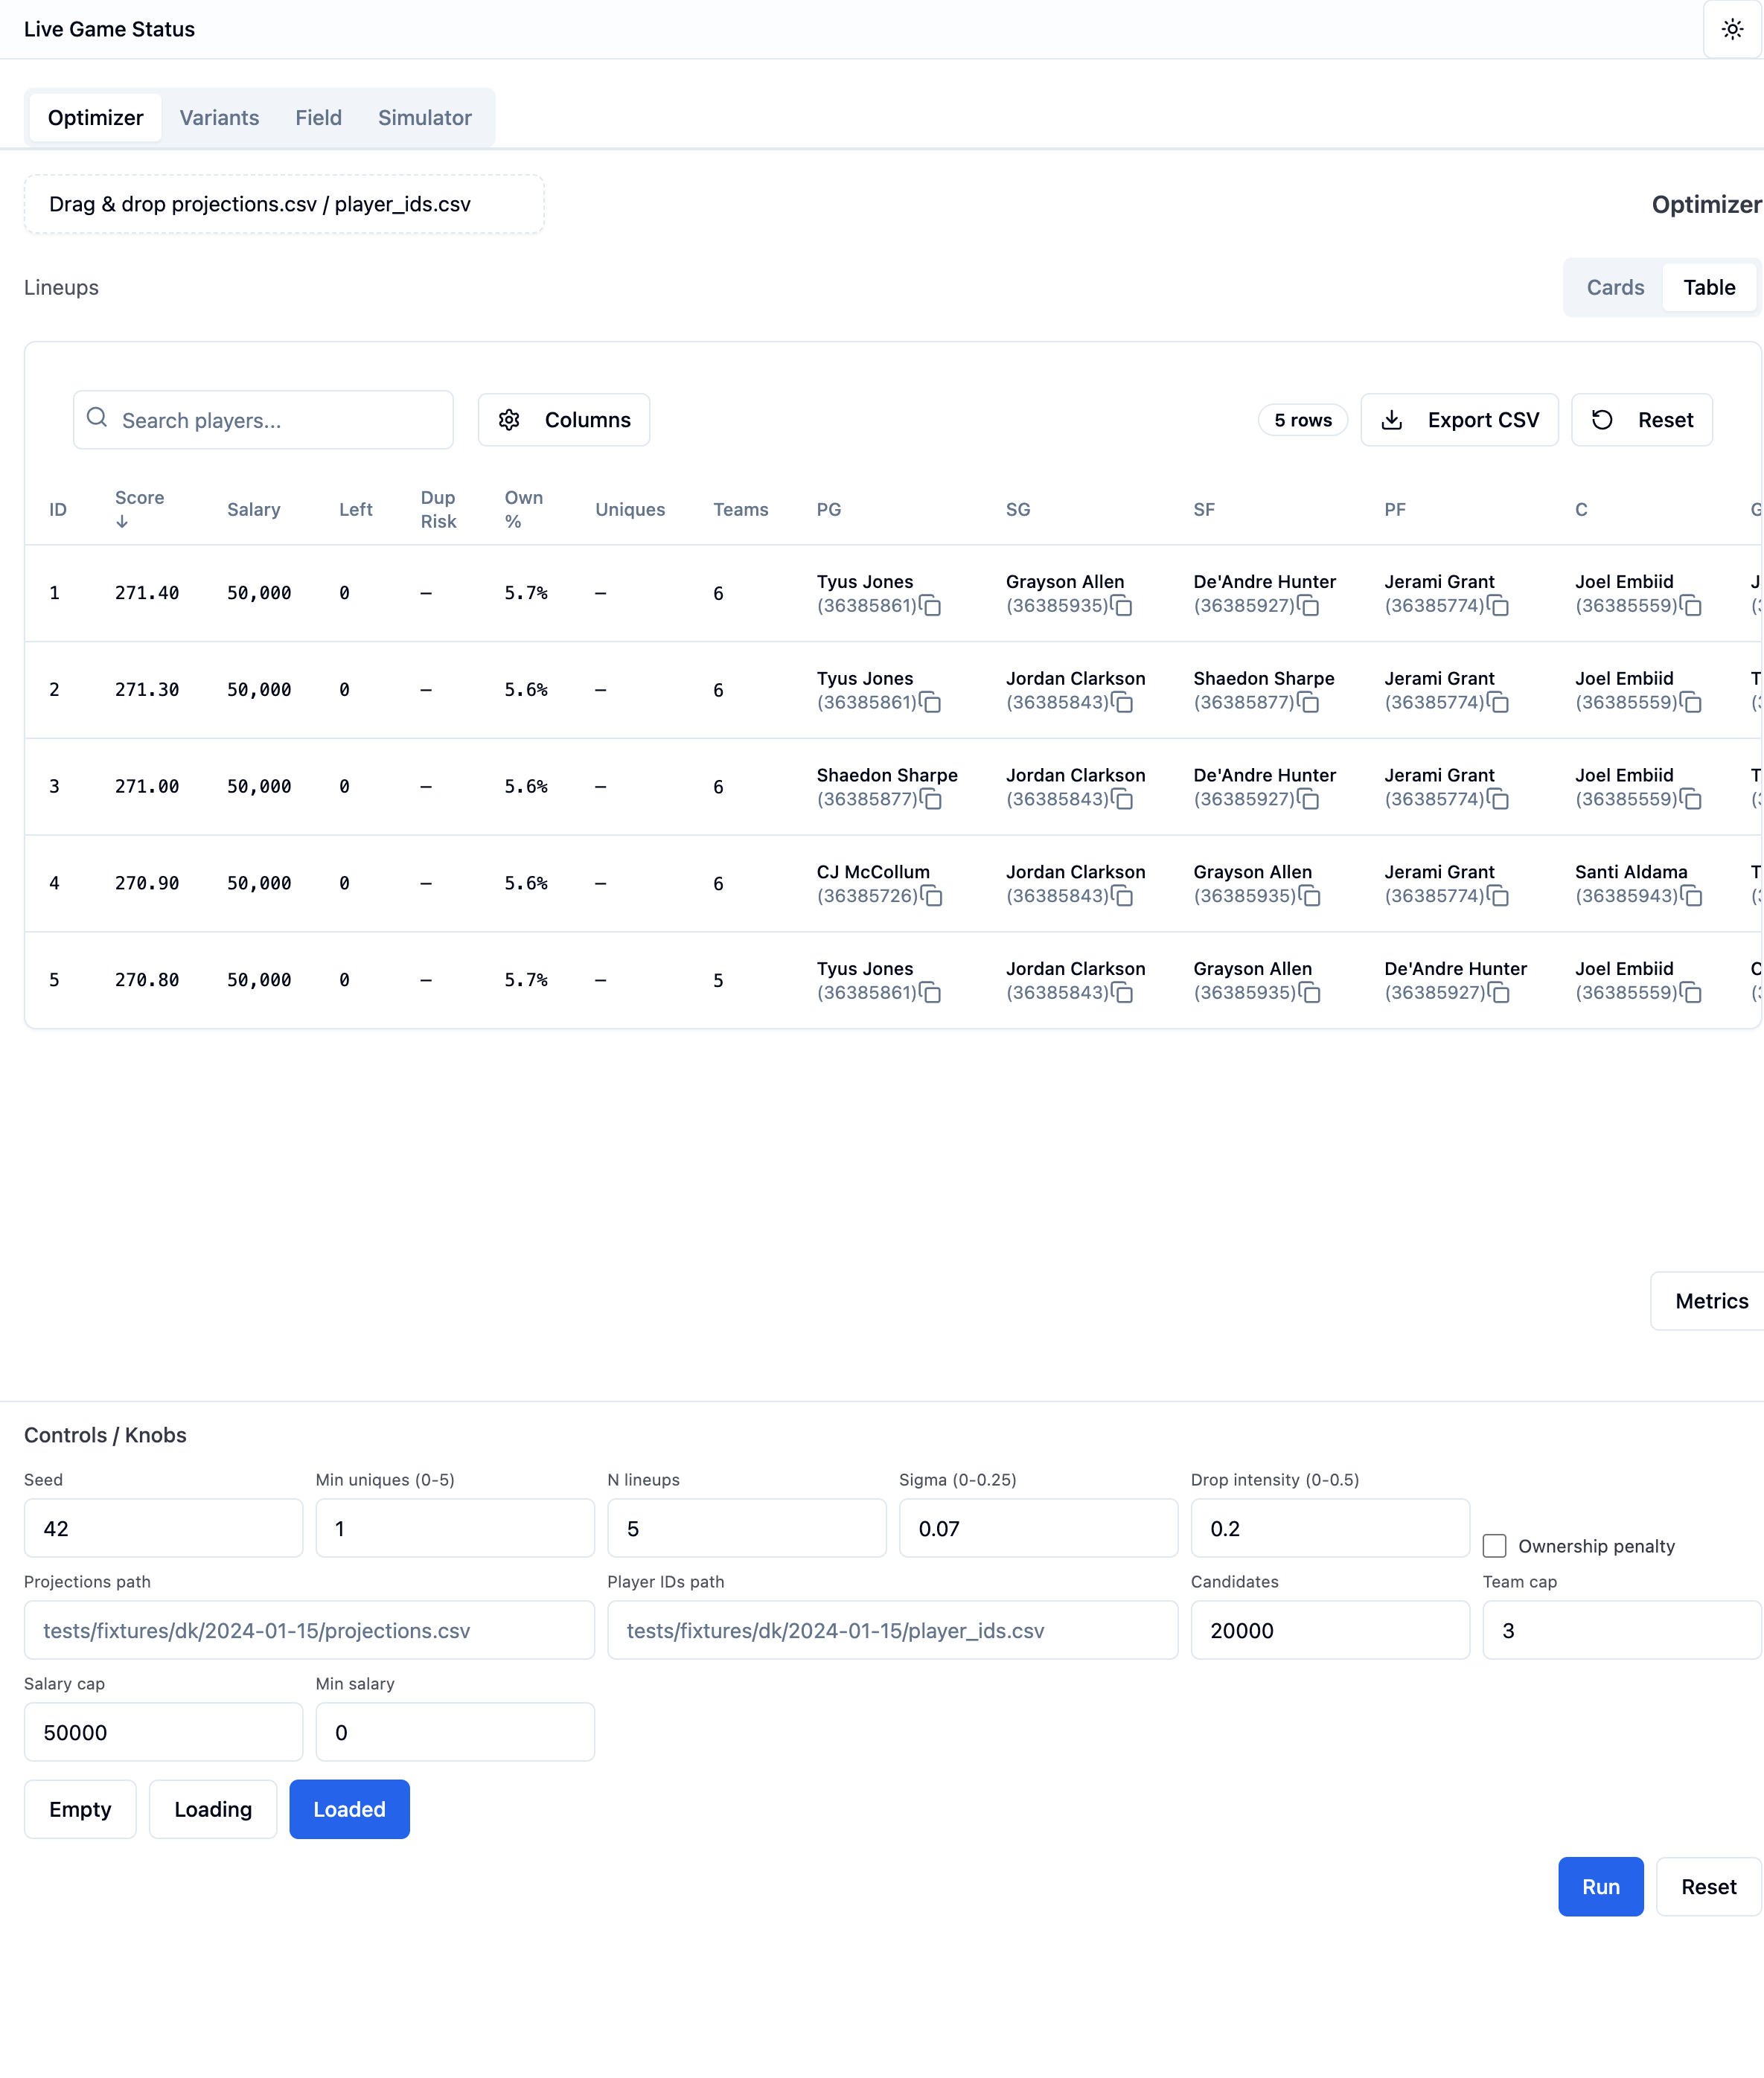 Live Game Status
Optimizer Variants Field Simulator
Drag & drop projections.csv / player_ids.csv
Optimizer
Lineups
Cards Table
Search players...
Columns
5 rows
Export CSV
Reset
ID Score ↓ Salary Left Dup Risk Own % Uniques Teams PG SG SF PF C
1 271.40 50,000 0 — 5.7% — 6 Tyus Jones Grayson Allen De'Andre Hunter Jerami Grant Joel Embiid
(36385861) (36385935) (36385927) (36385774) (36385559)
2 271.30 50,000 0 — 5.6% — 6 Tyus Jones Jordan Clarkson Shaedon Sharpe Jerami Grant Joel Embiid
(36385861) (36385843) (36385877) (36385774) (36385559)
3 271.00 50,000 0 — 5.6% — 6 Shaedon Sharpe Jordan Clarkson De'Andre Hunter Jerami Grant Joel Embiid
(36385877) (36385843) (36385927) (36385774) (36385559)
4 270.90 50,000 0 — 5.6% — 6 CJ McCollum Jordan Clarkson Grayson Allen Jerami Grant Santi Aldama
(36385726) (36385843) (36385935) (36385774) (36385943)
5 270.80 50,000 0 — 5.7% — 5 Tyus Jones Jordan Clarkson Grayson Allen De'Andre Hunter Joel Embiid
(36385861) (36385843) (36385935) (36385927) (36385559)
Metrics
Controls / Knobs
Seed Min uniques (0-5) N lineups Sigma (0-0.25) Drop intensity (0-0.5)
42 1 5 0.07 0.2 Ownership penalty
Projections path Player IDs path Candidates Team cap
tests/fixtures/dk/2024-01-15/projections.csv tests/fixtures/dk/2024-01-15/player_ids.csv 20000 3
Salary cap Min salary
50000 0
Empty Loading Loaded
Run Reset